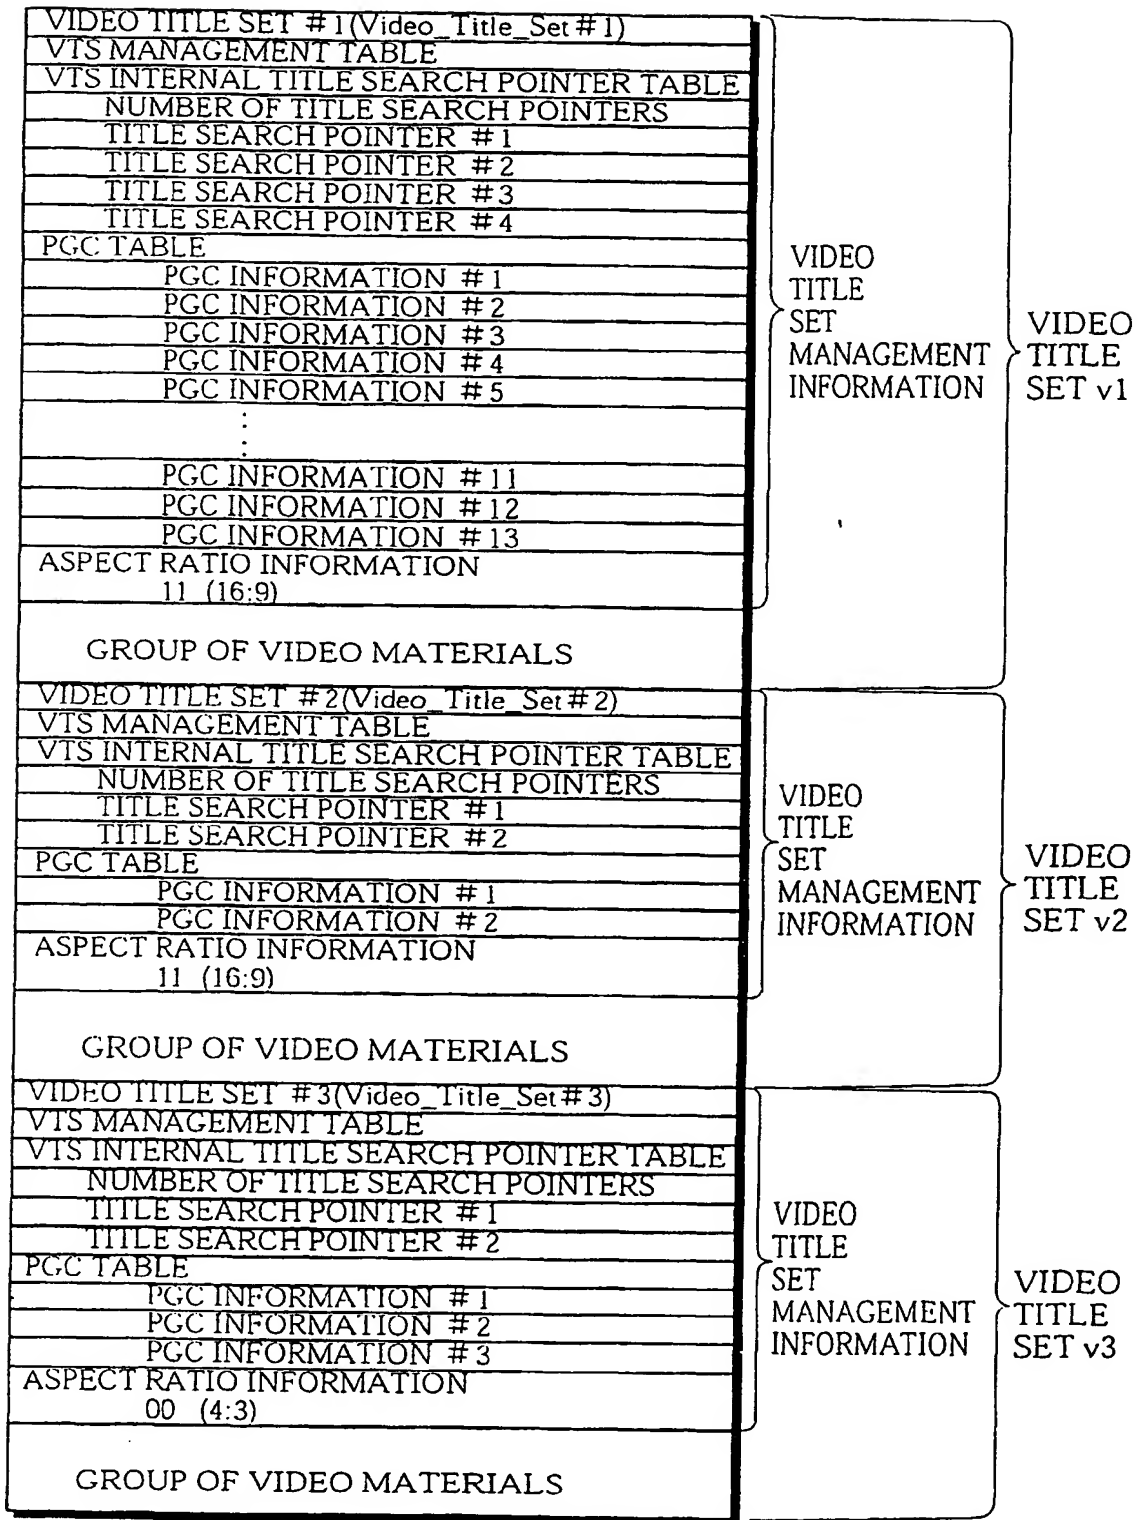 VIDEO TITLE SET #1(Video_Title_Set#1)
VTS MANAGEMENT TABLE
VTS INTERNAL TITLE SEARCH POINTER TABLE
NUMBER OF TITLE SEARCH POINTERS
TITLE SEARCH POINTER #1
TITLE SEARCH POINTER #2
TITLE SEARCH POINTER #3
TITLE SEARCH POINTER #4
PGC TABLE
PGC INFORMATION #1
PGC INFORMATION #2
PGC INFORMATION #3
PGC INFORMATION #4
PGC INFORMATION #5
⋮
PGC INFORMATION #11
PGC INFORMATION #12
PGC INFORMATION #13
ASPECT RATIO INFORMATION
11 (16:9)
GROUP OF VIDEO MATERIALS
VIDEO
TITLE
SET
MANAGEMENT
INFORMATION
VIDEO
TITLE
SET v1
VIDEO TITLE SET #2(Video_Title_Set#2)
VTS MANAGEMENT TABLE
VTS INTERNAL TITLE SEARCH POINTER TABLE
NUMBER OF TITLE SEARCH POINTERS
TITLE SEARCH POINTER #1
TITLE SEARCH POINTER #2
PGC TABLE
PGC INFORMATION #1
PGC INFORMATION #2
ASPECT RATIO INFORMATION
11 (16:9)
GROUP OF VIDEO MATERIALS
VIDEO
TITLE
SET
MANAGEMENT
INFORMATION
VIDEO
TITLE
SET v2
VIDEO TITLE SET #3(Video_Title_Set#3)
VTS MANAGEMENT TABLE
VTS INTERNAL TITLE SEARCH POINTER TABLE
NUMBER OF TITLE SEARCH POINTERS
TITLE SEARCH POINTER #1
TITLE SEARCH POINTER #2
PGC TABLE
PGC INFORMATION #1
PGC INFORMATION #2
PGC INFORMATION #3
ASPECT RATIO INFORMATION
00 (4:3)
GROUP OF VIDEO MATERIALS
VIDEO
TITLE
SET
MANAGEMENT
INFORMATION
VIDEO
TITLE
SET v3